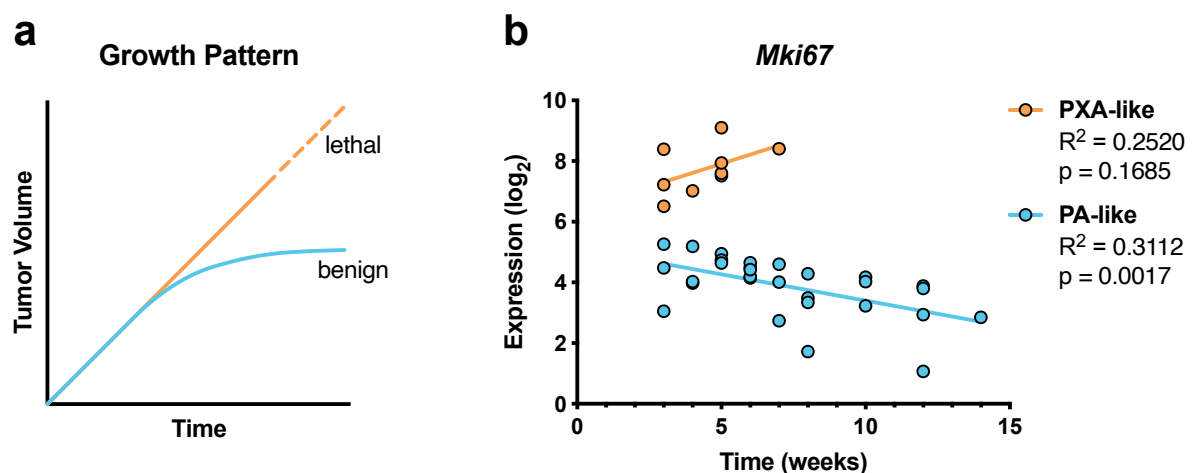 a
Growth Pattern
Tumor Volume
lethal
benign
Time
b
Mki67
Expression (log2)
10
8
6
4
2
0
0
5
10
15
Time (weeks)
PXA-like
R² = 0.2520
p = 0.1685
PA-like
R² = 0.3112
p = 0.0017